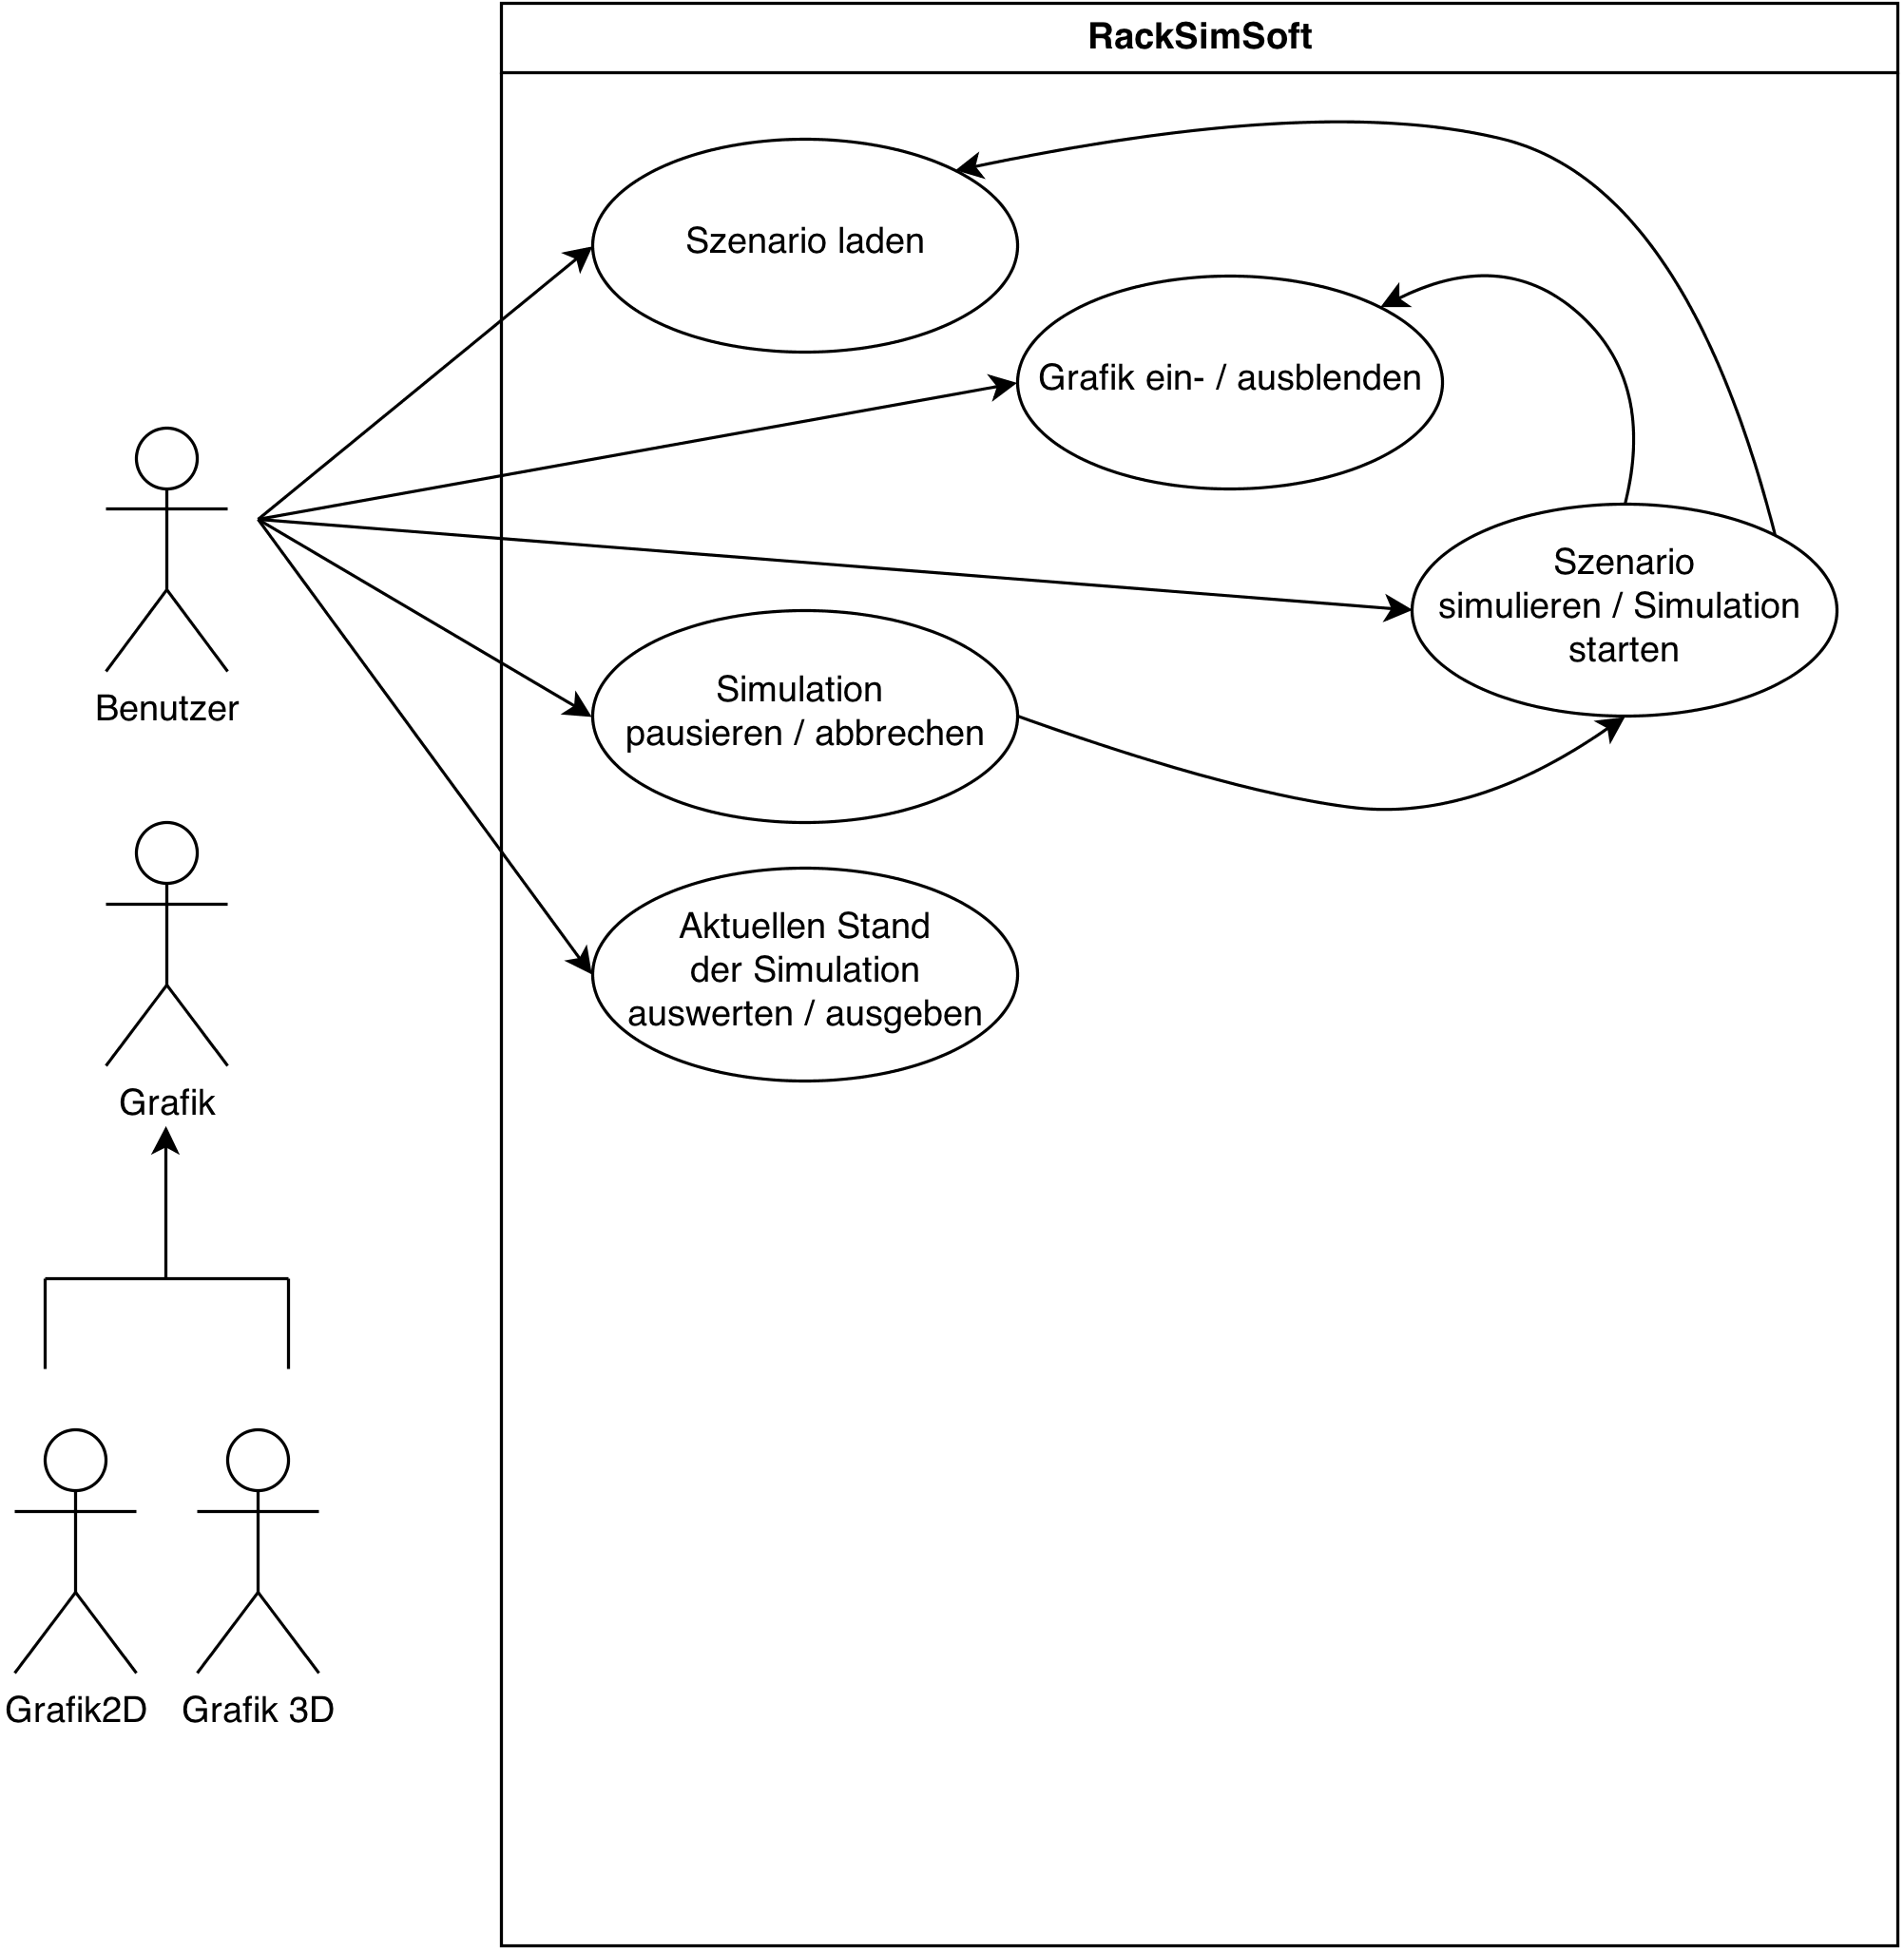 RackSimSoft
Szenario laden
Grafik ein- / ausblenden
Szenario
simulieren / Simulation
starten
Benutzer
Simulation
pausieren / abbrechen
Aktuellen Stand
der Simulation
auswerten / ausgeben
Grafik
Grafik2D
Grafik 3D